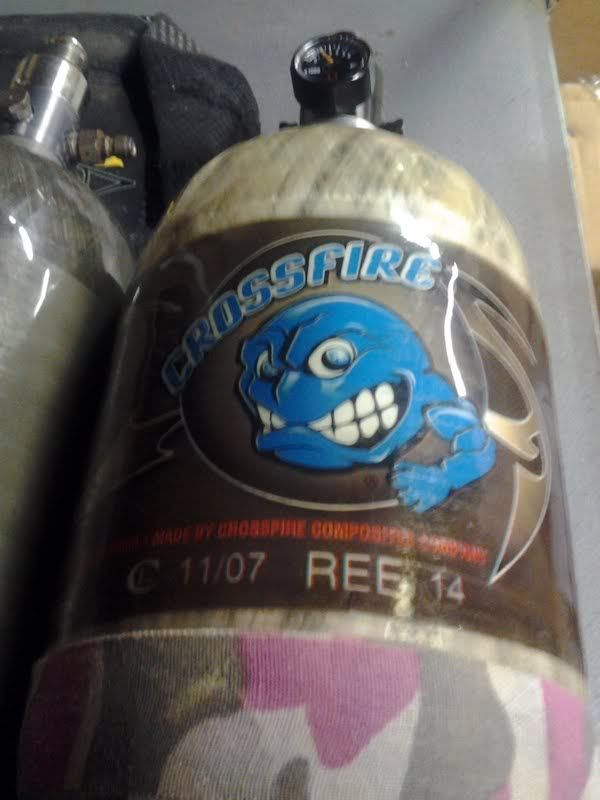 CROSSFIRE
®
MADE BY CROSSFIRE COMPOSITES COMPANY
11/07 REE 14